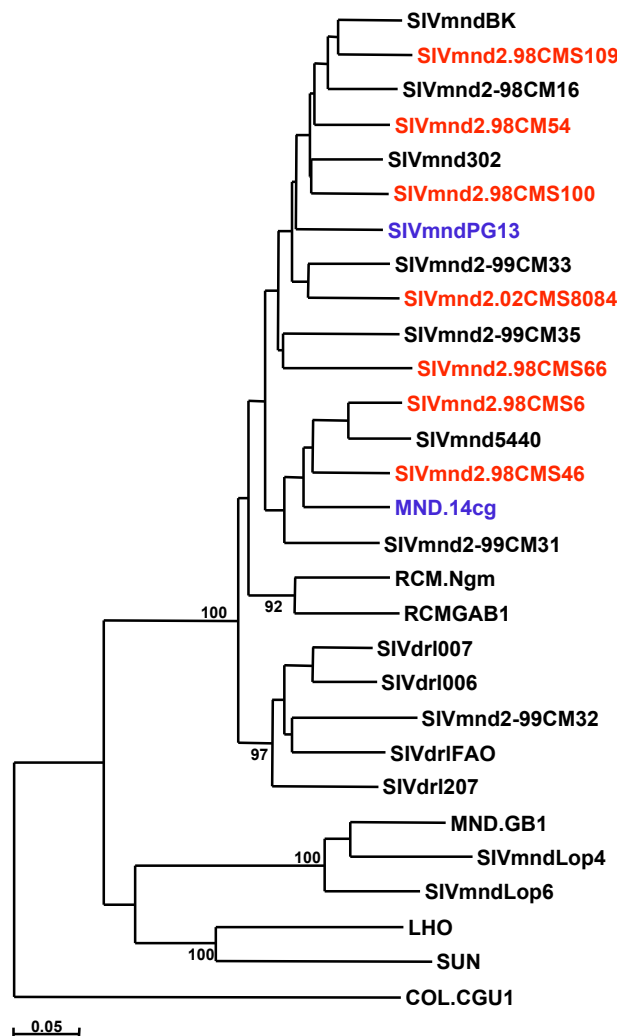 SIVmndBK
SIVmnd2.98CMS109
SIVmnd2-98CM16
SIVmnd2.98CM54
SIVmnd302
SIVmnd2.98CMS100
SIVmndPG13
SIVmnd2-99CM33
SIVmnd2.02CMS8084
SIVmnd2-99CM35
SIVmnd2.98CMS66
SIVmnd2.98CMS6
SIVmnd5440
SIVmnd2.98CMS46
MND.14cg
SIVmnd2-99CM31
RCM.Ngm
92
100
RCMGAB1
SIVdrl007
SIVdrl006
SIVmnd2-99CM32
SIVdrlFAO
97
SIVdrl207
MND.GB1
100
SIVmndLop4
SIVmndLop6
LHO
100
SUN
COL.CGU1
0.05